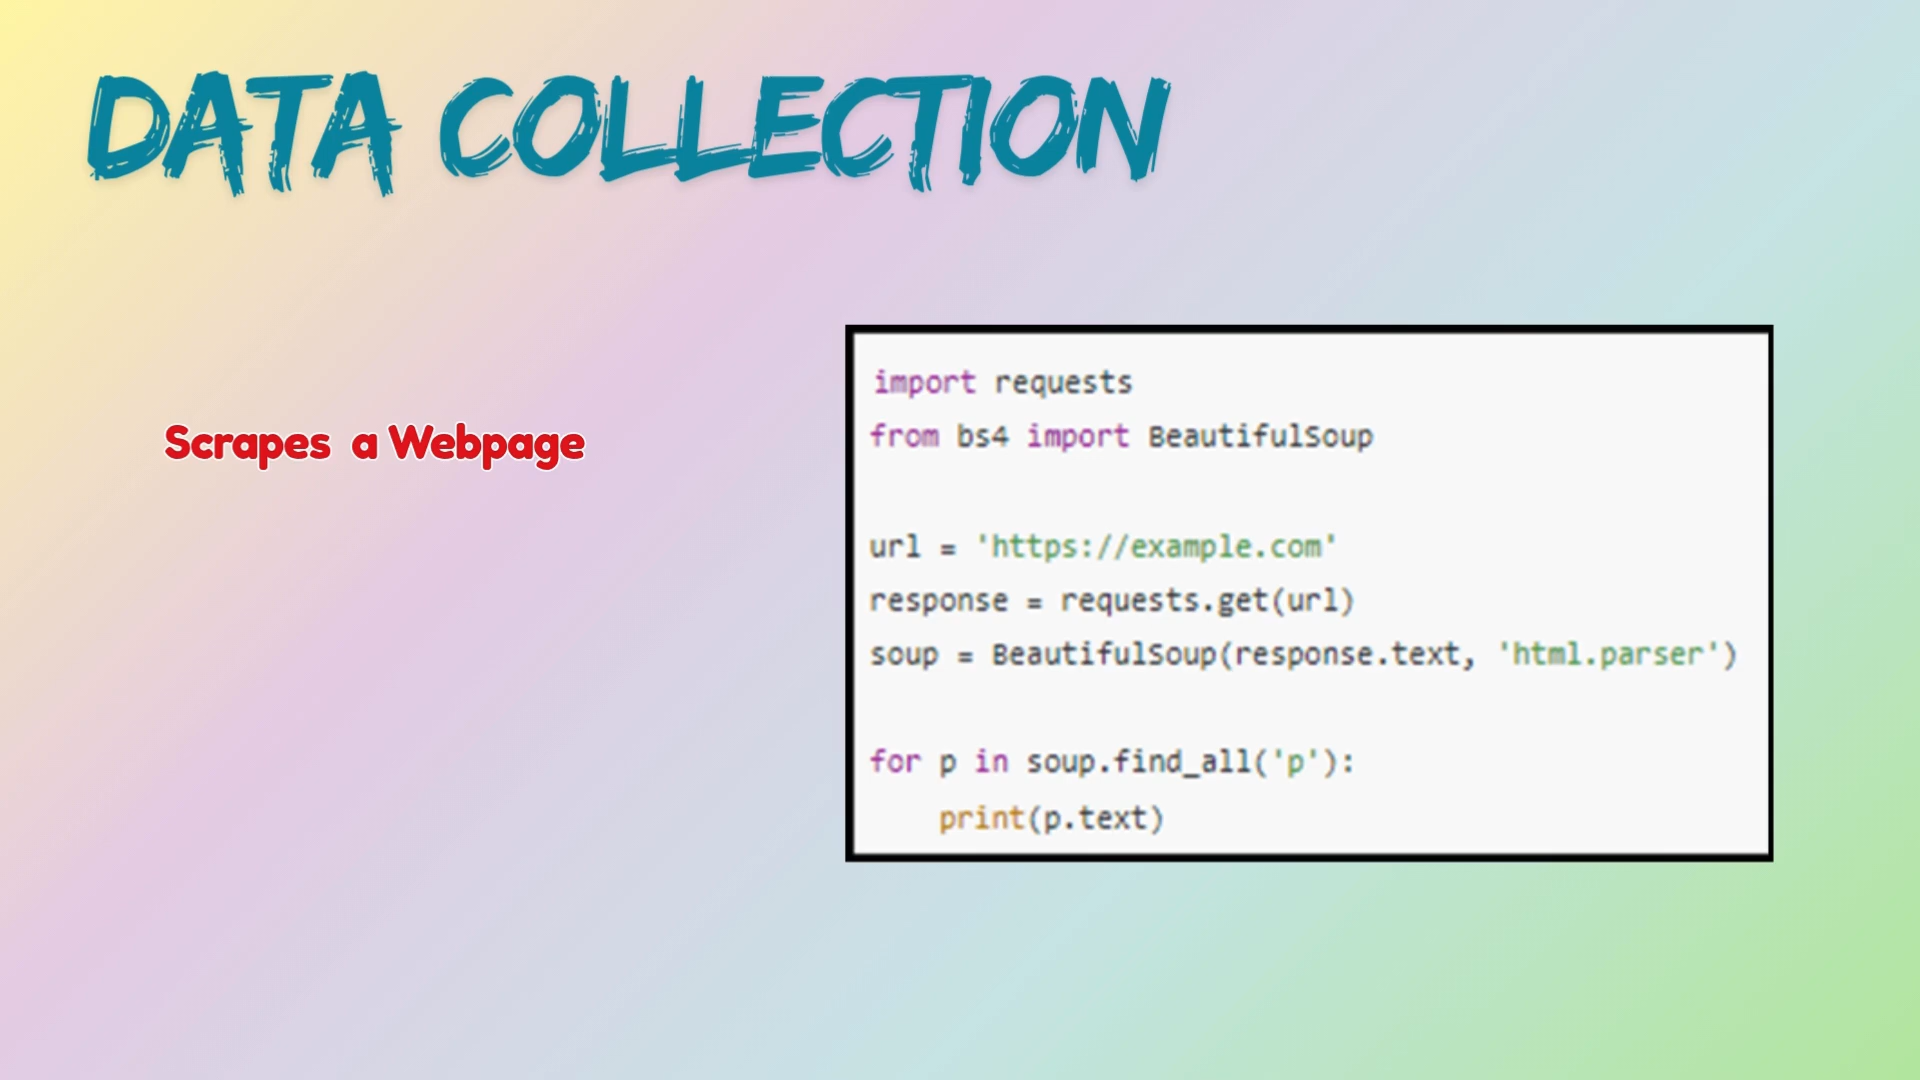 DATA COLLECTION
Scrapes a Webpage
import requests
from bs4 import BeautifulSoup
url = 'https://example.com'
response = requests.get(url)
soup = BeautifulSoup(response.text, 'html.parser')
for p in soup.find_all('p'):
    print(p.text)